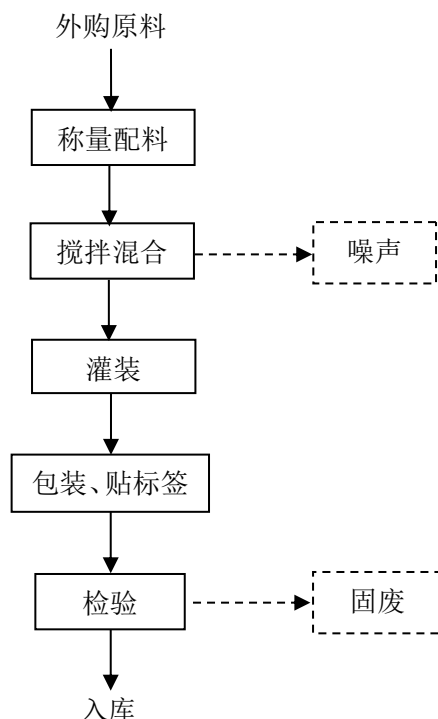 外购原料
称量配料
搅拌混合
噪声
灌装
包装、贴标签
检验
固废
入库